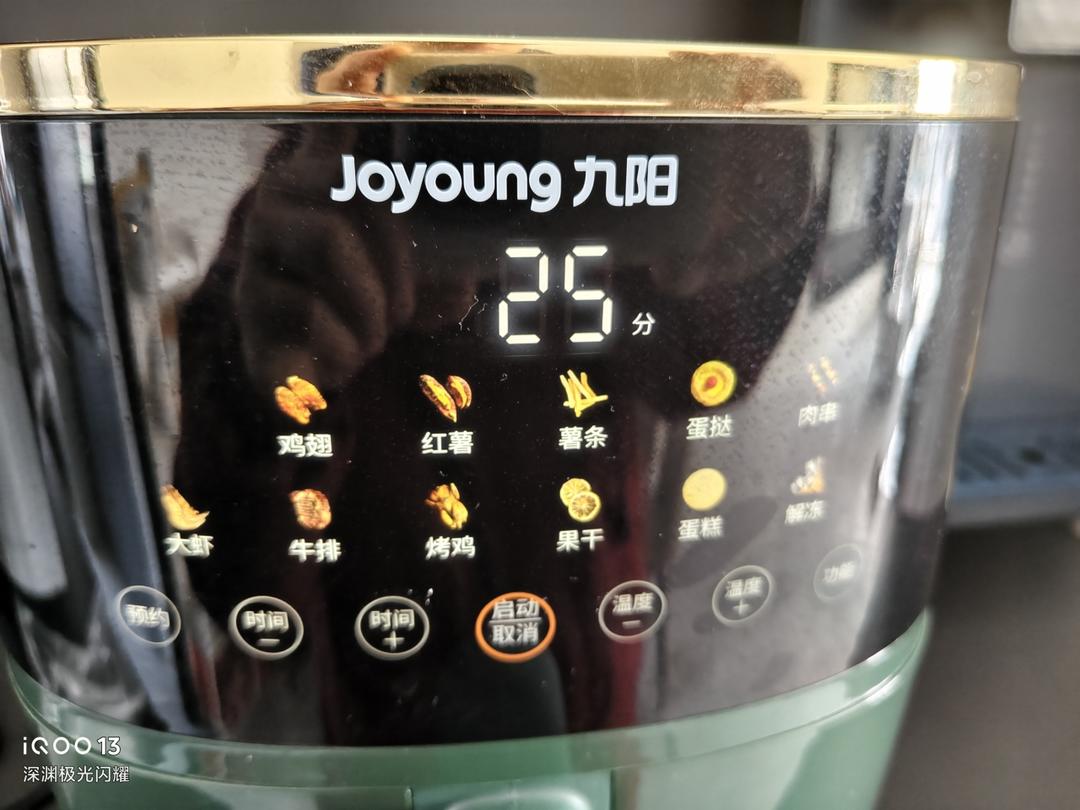 Joyoung 九阳
25 分
鸡翅 红薯 薯条 蛋挞 肉串
大虾 牛排 烤鸡 果干 蛋糕 解冻
预约 时间 - 时间 + 启动 取消 温度 - 温度 + 功能
iQOO 13
深渊极光闪耀